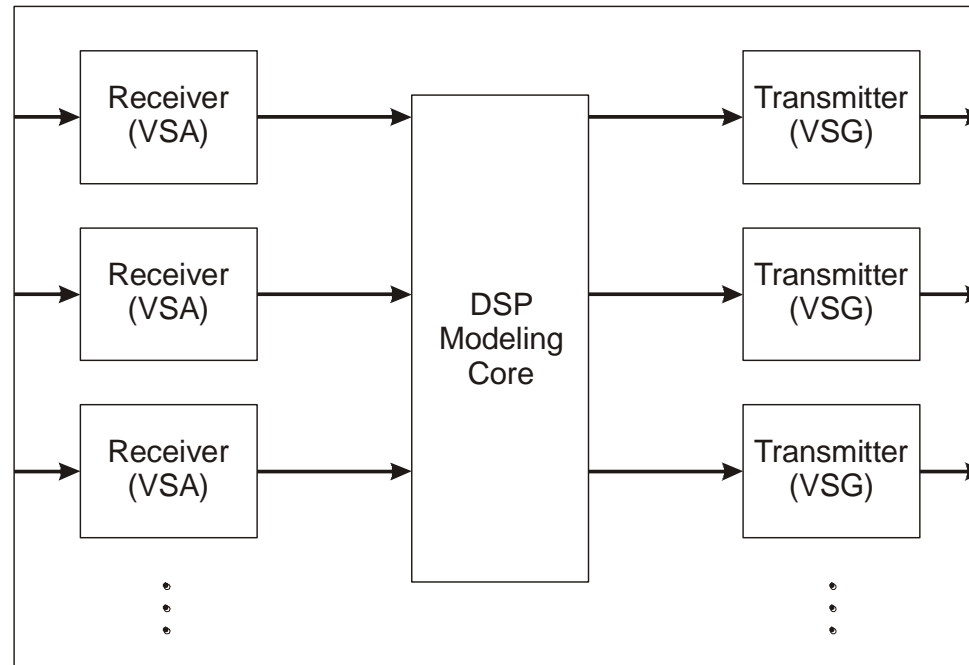 Receiver
(VSA)
Transmitter
(VSG)
Receiver
(VSA)
DSP
Modeling
Core
Transmitter
(VSG)
Receiver
(VSA)
Transmitter
(VSG)